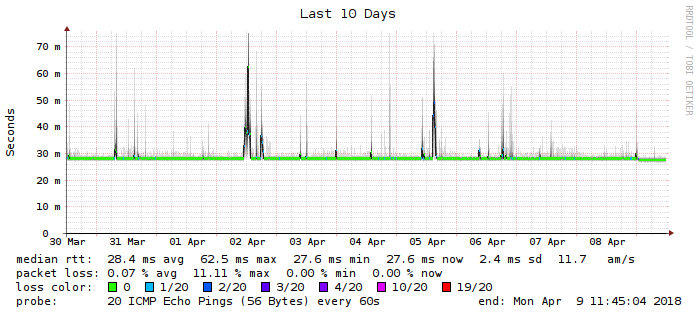 Last 10 Days
RRDTOOL / TOBI OETIKER
Seconds
70 m
60 m
50 m
40 m
30 m
20 m
10 m
0
30 Mar 31 Mar 01 Apr 02 Apr 03 Apr 04 Apr 05 Apr 06 Apr 07 Apr 08 Apr
median rtt: 28.4 ms avg 62.5 ms max 27.6 ms min 27.6 ms now 2.4 ms sd 11.7 am/s
packet loss: 0.07 % avg 11.11 % max 0.00 % min 0.00 % now
loss color: 0 1/20 2/20 3/20 4/20 10/20 19/20
probe: 20 ICMP Echo Pings (56 Bytes) every 60s end: Mon Apr 9 11:45:04 2018